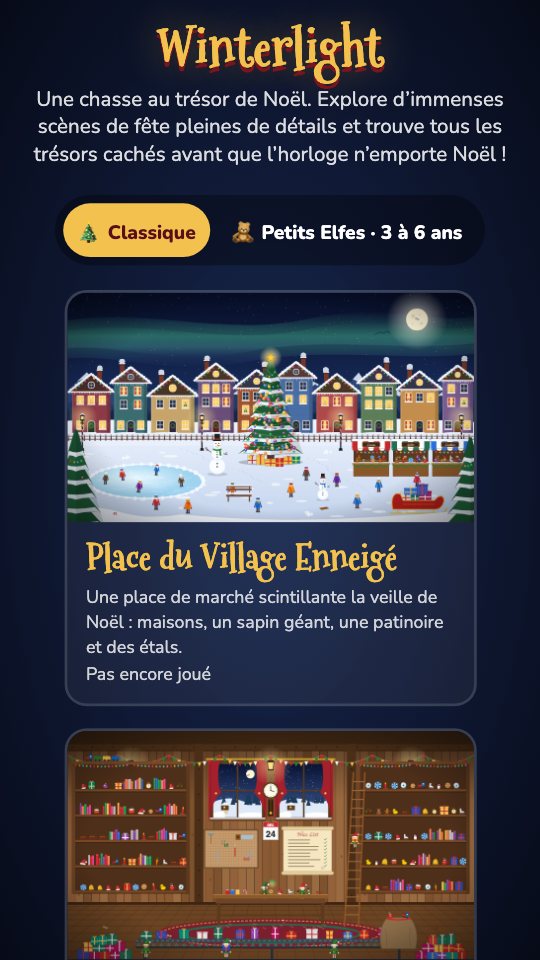 Winterlight
Une chasse au trésor de Noël. Explore d’immenses
scènes de fête pleines de détails et trouve tous les
trésors cachés avant que l’horloge n’emporte Noël !
Classique
Petits Elfes · 3 à 6 ans
Place du Village Enneigé
Une place de marché scintillante la veille de
Noël : maisons, un sapin géant, une patinoire
et des étals.
Pas encore joué
24
Nice List